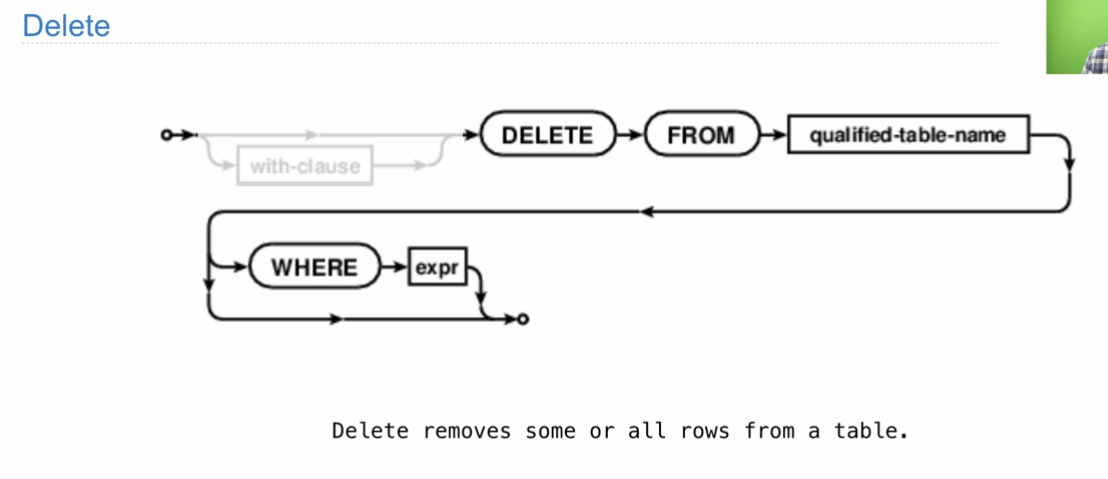 Delete
DELETE FROM qualified-table-name
with-clause
WHERE expr
Delete removes some or all rows from a table.